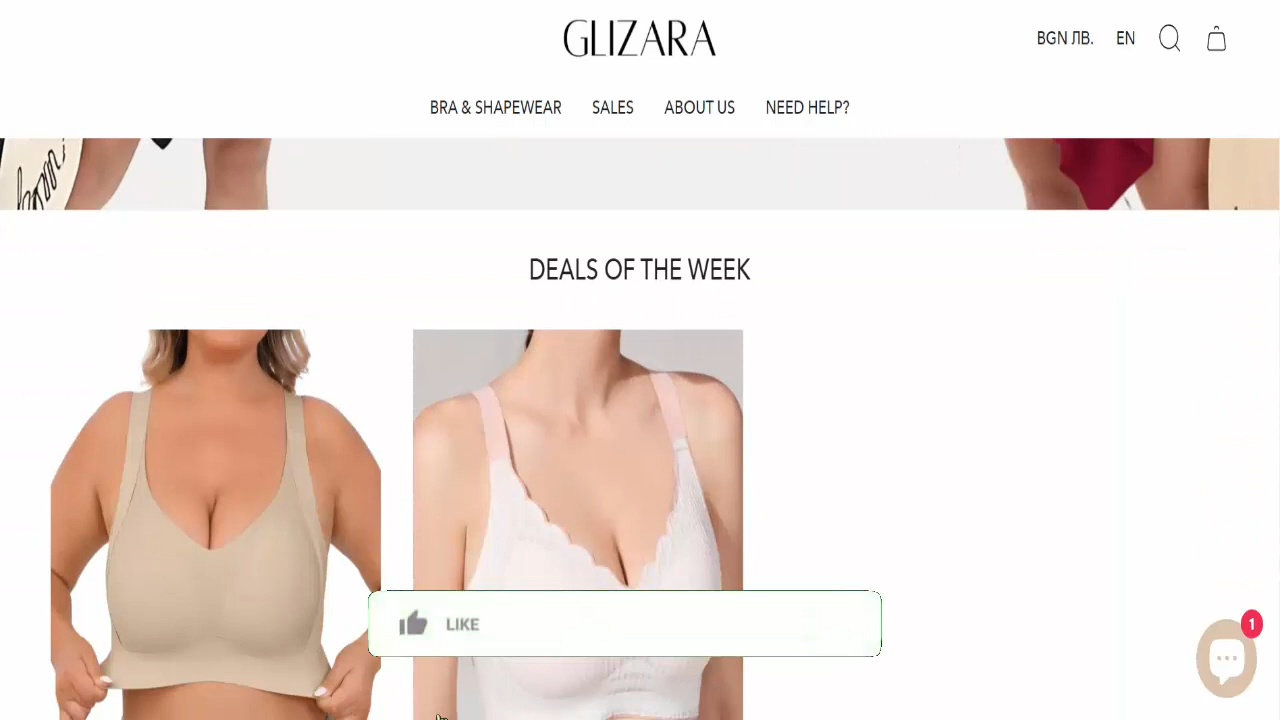 GLIZARA
BGN ЛВ. EN
BRA & SHAPEWEAR SALES ABOUT US NEED HELP?
DEALS OF THE WEEK
LIKE
1